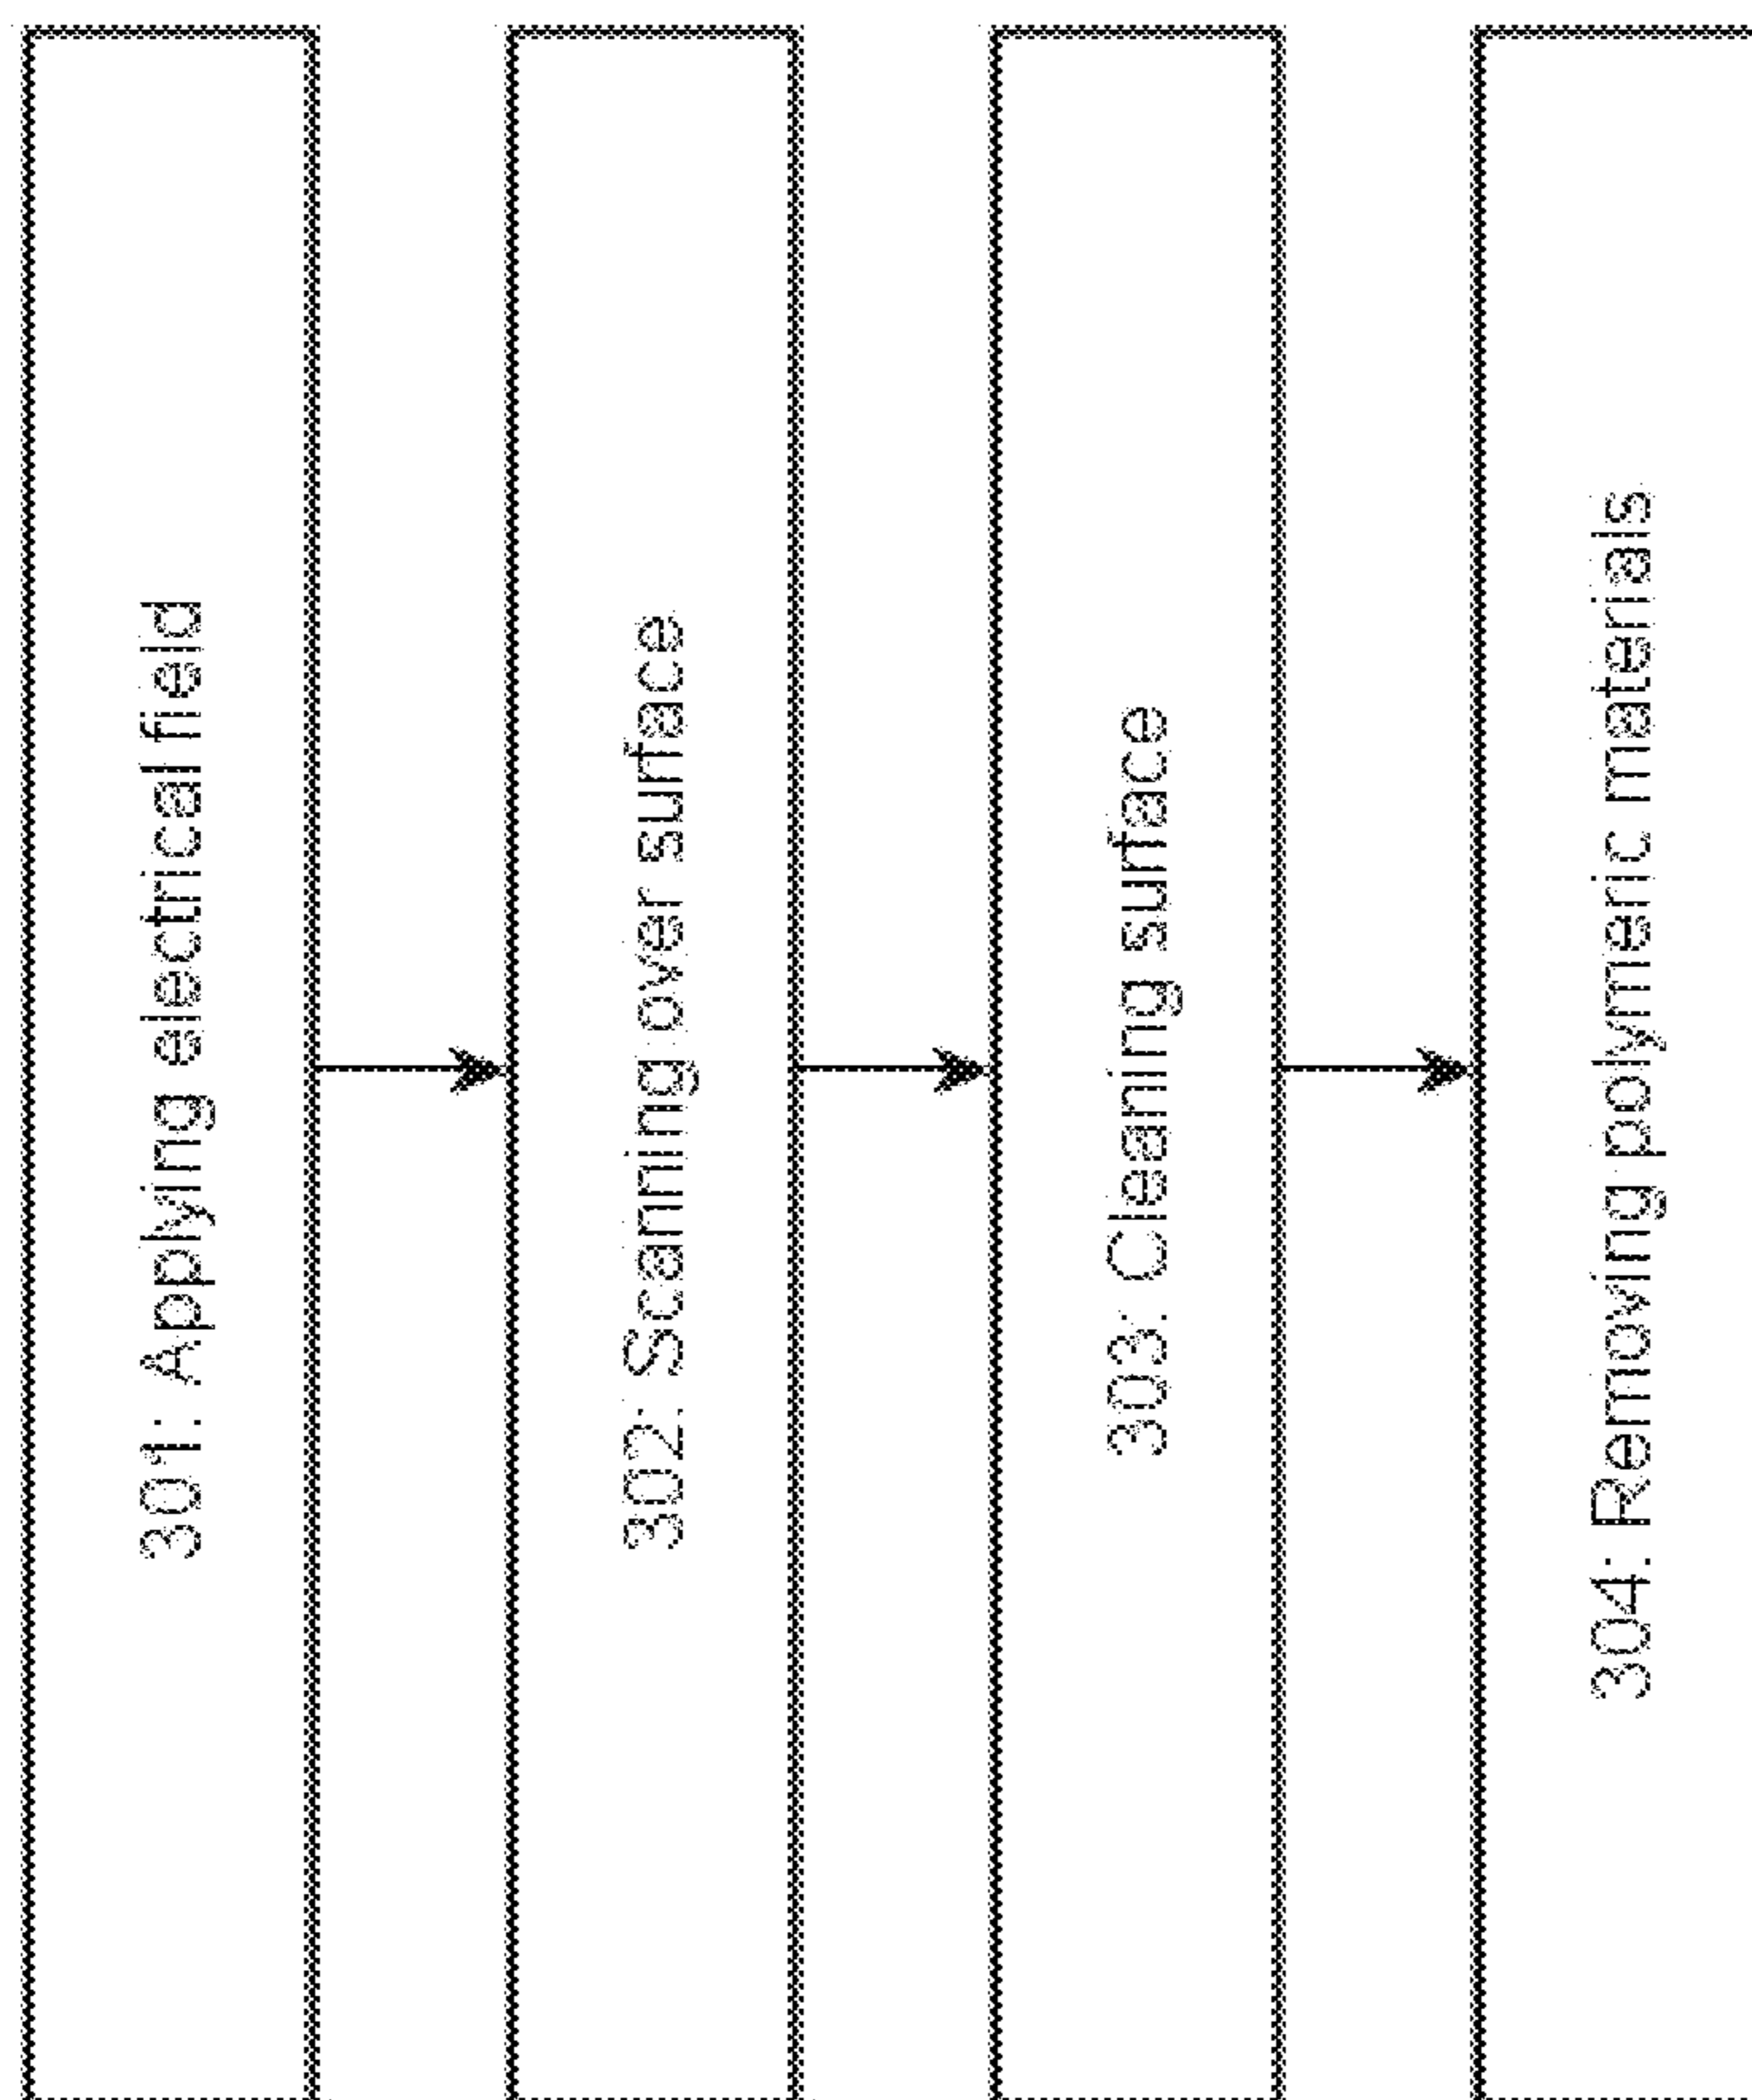 301: Applying electrical field
302: Scanning over surface
303: Cleaning surface
304: Removing polymeric materials